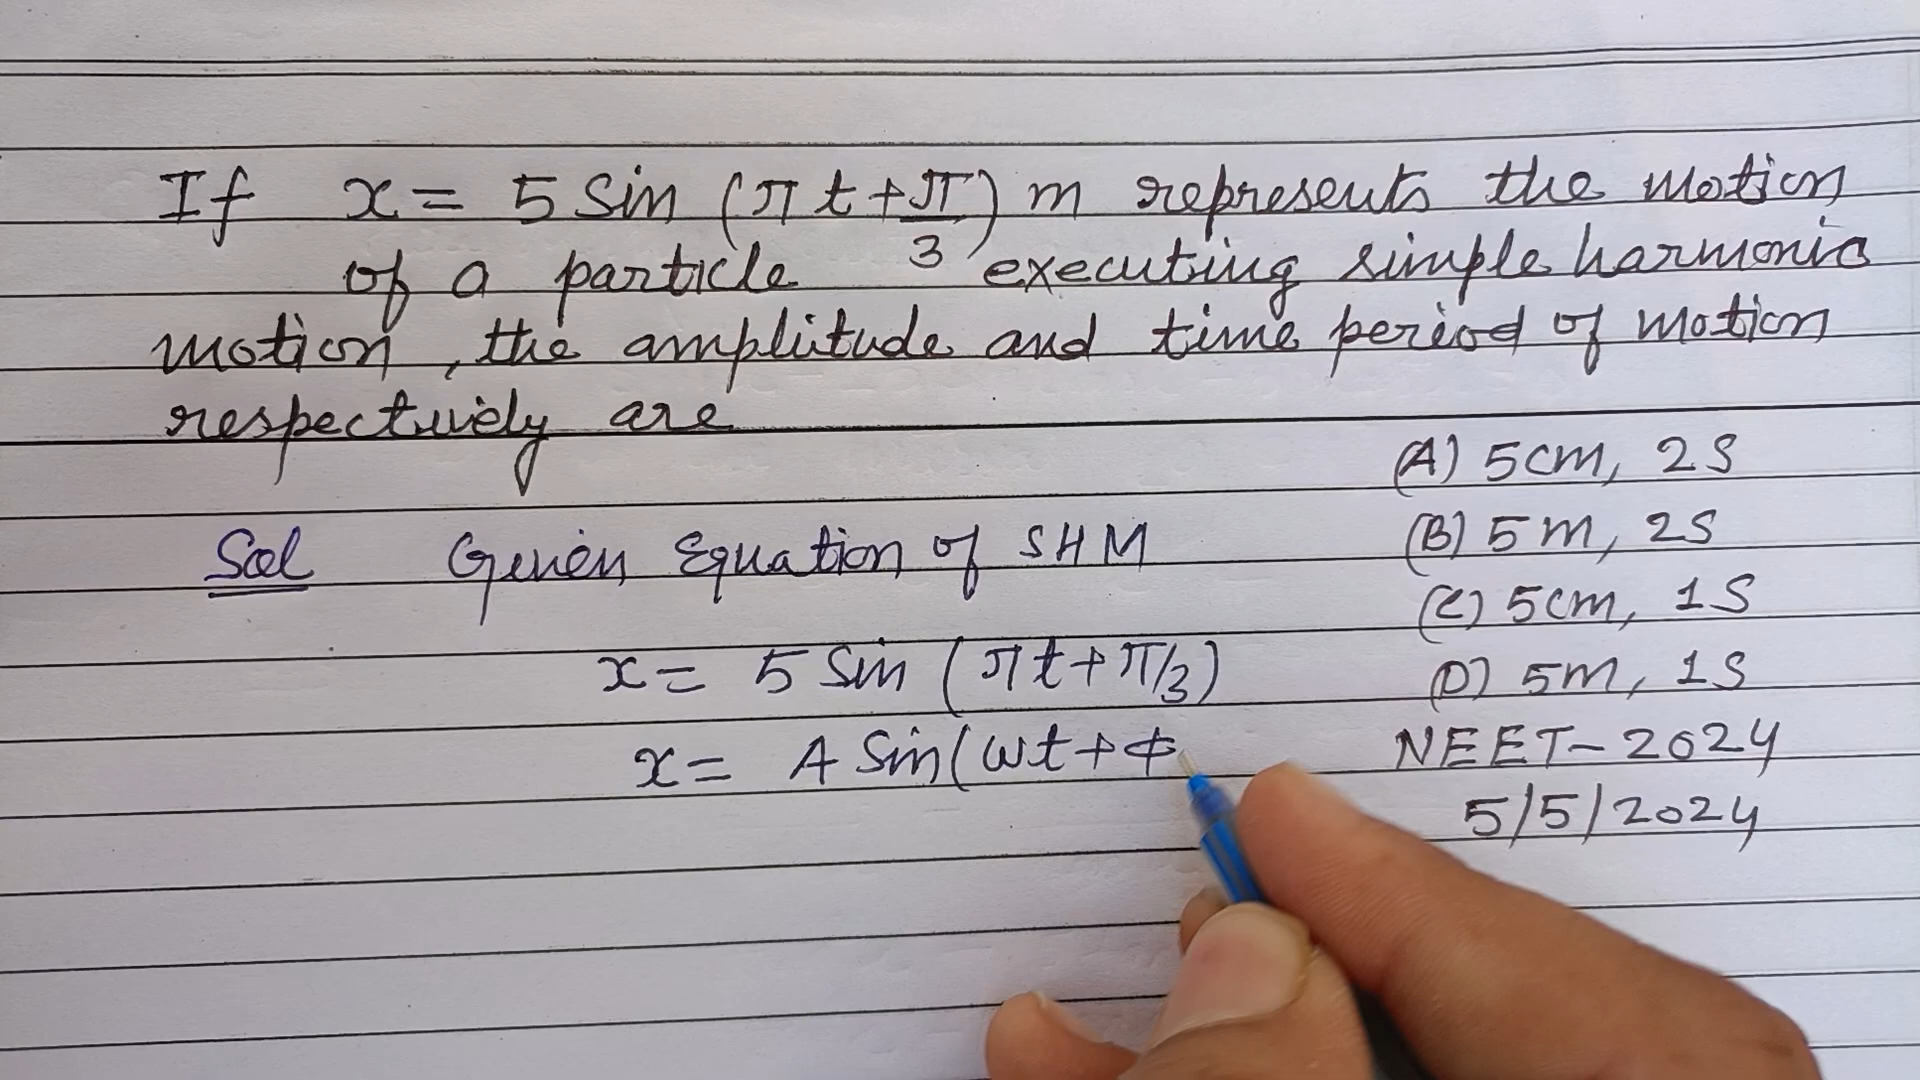 If x = 5 Sin (πt + π/3) m represents the motion
of a particle executing simple harmonic
motion, the amplitude and time period of motion
respectively are
(A) 5cm, 2S
(B) 5m, 2S
(C) 5cm, 1S
(D) 5m, 1S
NEET-2024
5/5/2024
Sol Given Equation of SHM
x = 5 Sin (πt + π/3)
x = A Sin(ωt + ϕ